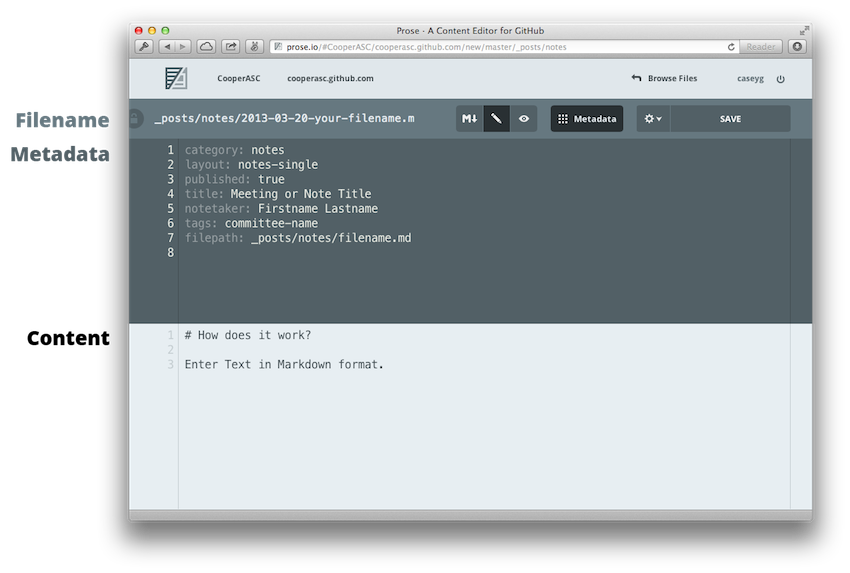 Prose - A Content Editor for GitHub
prose.io/#CooperASC/cooperasc.github.com/new/master/_posts/notes
Reader
CooperASC
cooperasc.github.com
Browse Files
caseyg
Filename
_posts/notes/2013-03-20-your-filename.m
M↓
Metadata
SAVE
Metadata
1 category: notes
2 layout: notes-single
3 published: true
4 title: Meeting or Note Title
5 notetaker: Firstname Lastname
6 tags: committee-name
7 filepath: _posts/notes/filename.md
8
Content
1 # How does it work?
2
3 Enter Text in Markdown format.